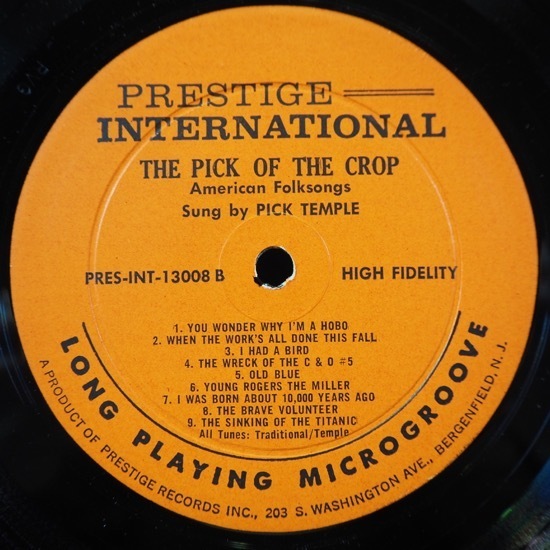 PRESTIGE
INTERNATIONAL
THE PICK OF THE CROP
American Folksongs
Sung by PICK TEMPLE
PRES-INT-13008 B
HIGH FIDELITY
1. YOU WONDER WHY I'M A HOBO
2. WHEN THE WORK'S ALL DONE THIS FALL
3. I HAD A BIRD
4. THE WRECK OF THE C & O #5
5. OLD BLUE
6. YOUNG ROGERS THE MILLER
7. I WAS BORN ABOUT 10,000 YEARS AGO
8. THE BRAVE VOLUNTEER
9. THE SINKING OF THE TITANIC
All Tunes: Traditional/Temple
LONG PLAYING MICROGROOVE
A PRODUCT OF PRESTIGE RECORDS INC., 203 S. WASHINGTON AVE., BERGENFIELD, N. J.